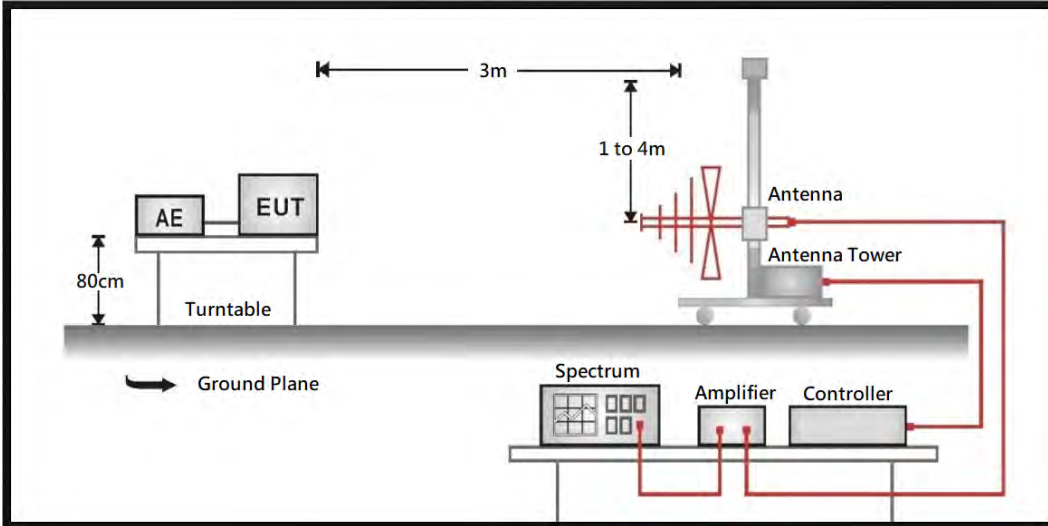 3m
1 to 4m
Antenna
AE
EUT
Antenna Tower
80cm
Turntable
Ground Plane
Spectrum
Amplifier
Controller